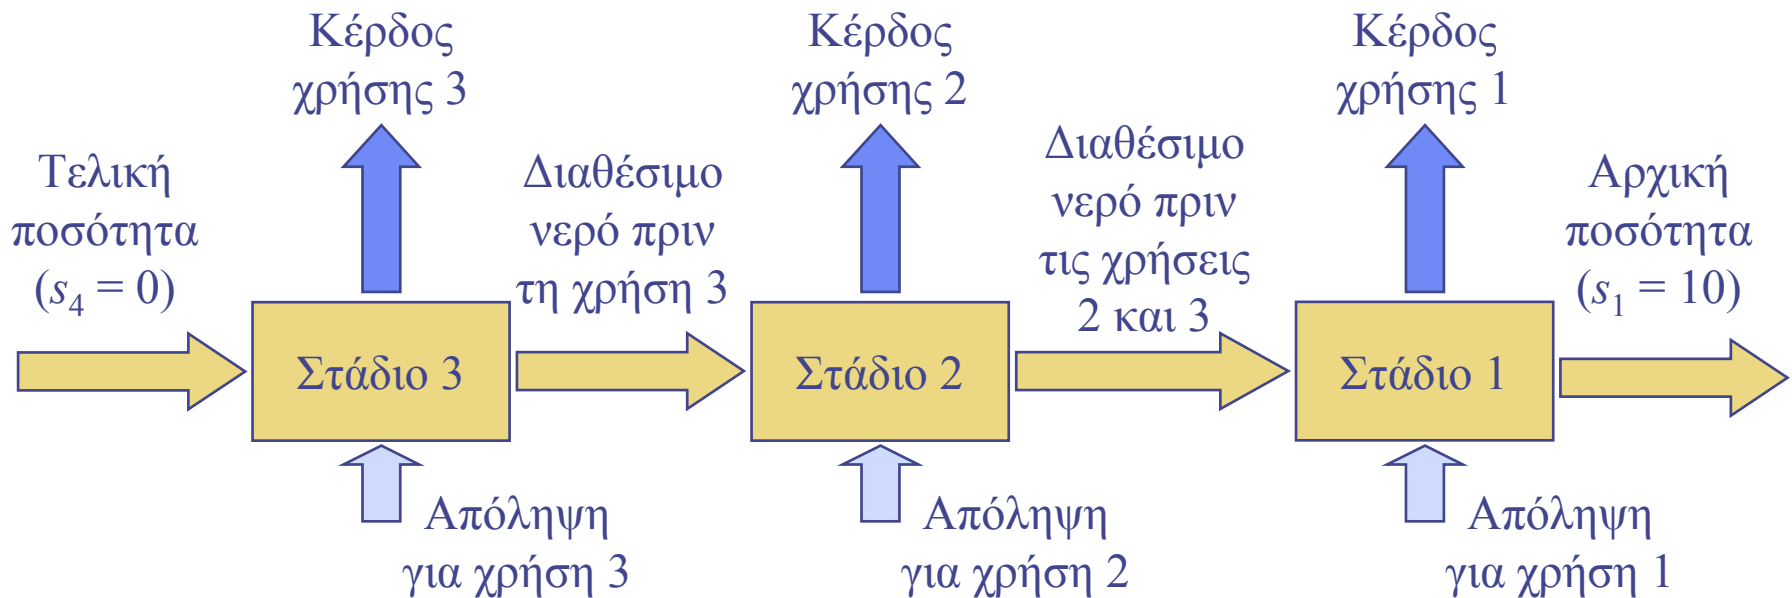 Κέρδος
χρήσης 3
Κέρδος
χρήσης 2
Κέρδος
χρήσης 1
Τελική
ποσότητα
(s4 = 0)
Διαθέσιμο
νερό πριν
τη χρήση 3
Διαθέσιμο
νερό πριν
τις χρήσεις
2 και 3
Αρχική
ποσότητα
(s1 = 10)
Στάδιο 3
Στάδιο 2
Στάδιο 1
Απόληψη
για χρήση 3
Απόληψη
για χρήση 2
Απόληψη
για χρήση 1